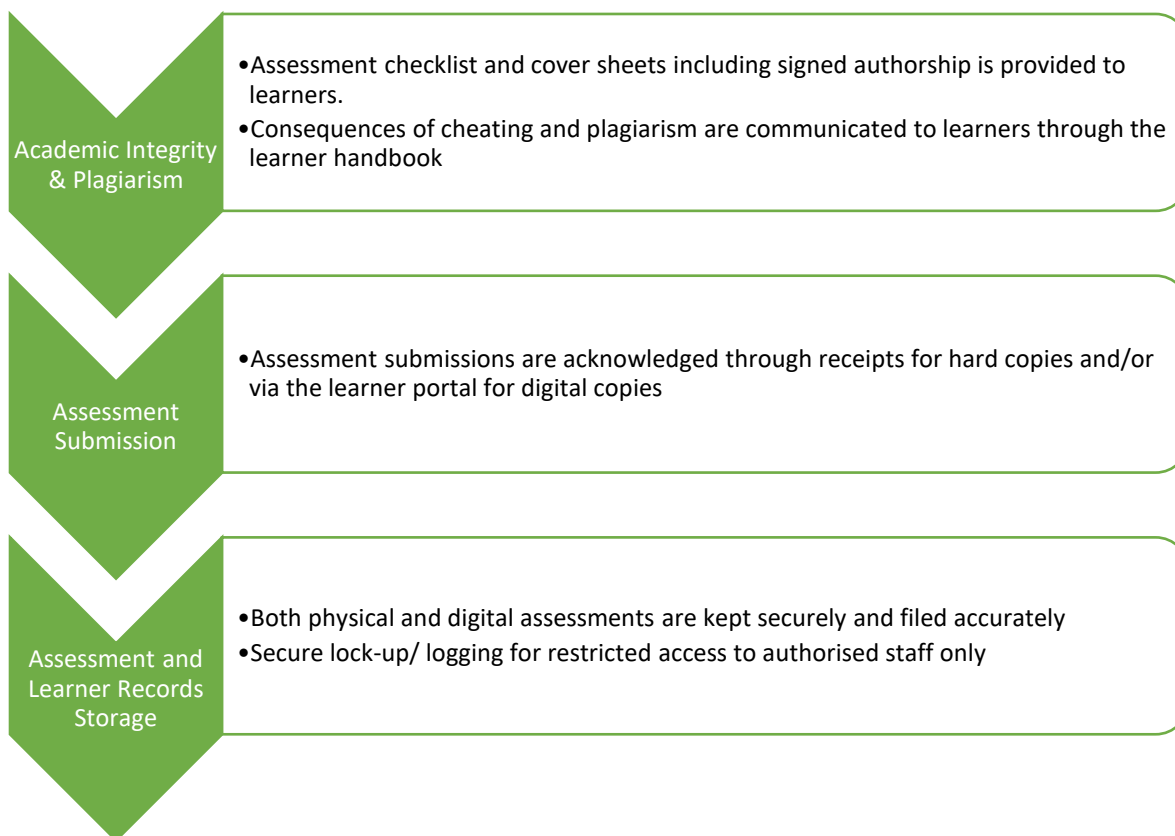 Academic Integrity
& Plagiarism
•Assessment checklist and cover sheets including signed authorship is provided to
learners.
•Consequences of cheating and plagiarism are communicated to learners through the
learner handbook
Assessment
Submission
•Assessment submissions are acknowledged through receipts for hard copies and/or
via the learner portal for digital copies
Assessment and
Learner Records
Storage
•Both physical and digital assessments are kept securely and filed accurately
•Secure lock-up/ logging for restricted access to authorised staff only